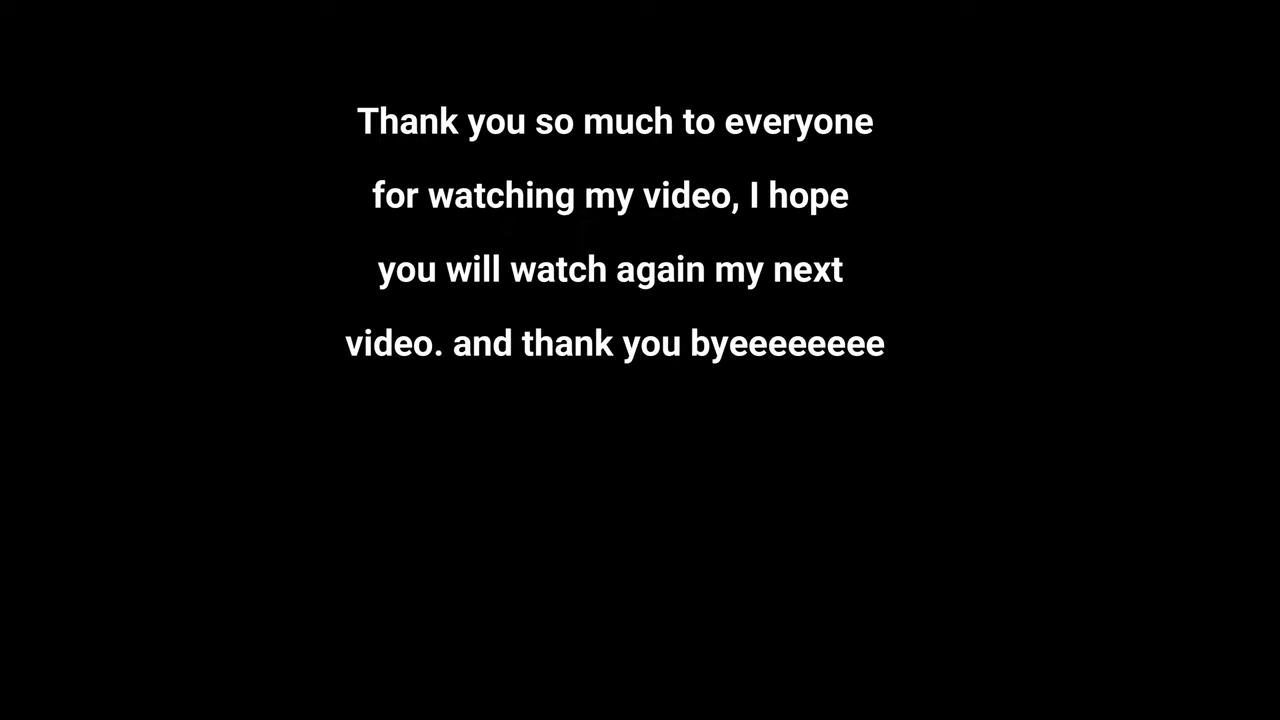 Thank you so much to everyone
for watching my video, I hope
you will watch again my next
video. and thank you byeeeeeeee